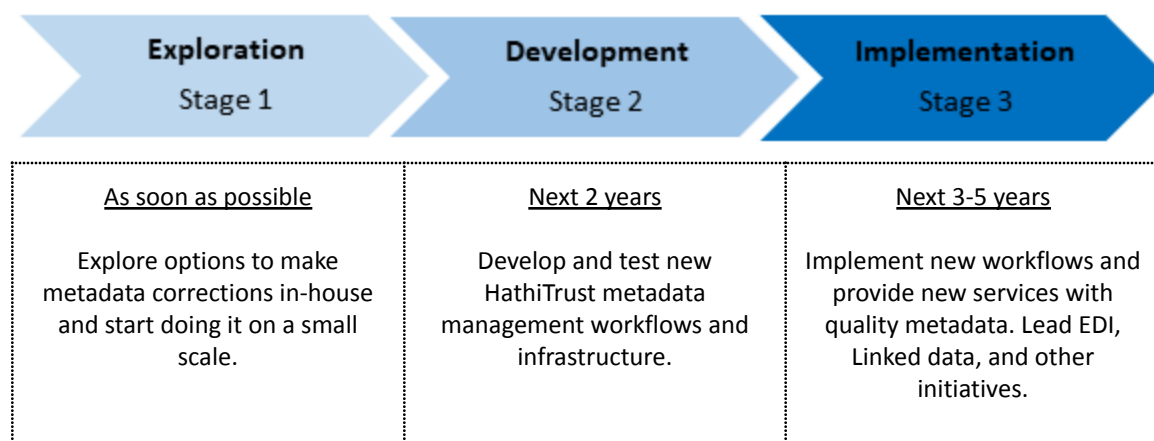 Exploration
Stage 1
Development
Stage 2
Implementation
Stage 3
As soon as possible
Explore options to make
metadata corrections in-house
and start doing it on a small
scale.
Next 2 years
Develop and test new
HathiTrust metadata
management workflows and
infrastructure.
Next 3-5 years
Implement new workflows and
provide new services with
quality metadata. Lead EDI,
Linked data, and other
initiatives.